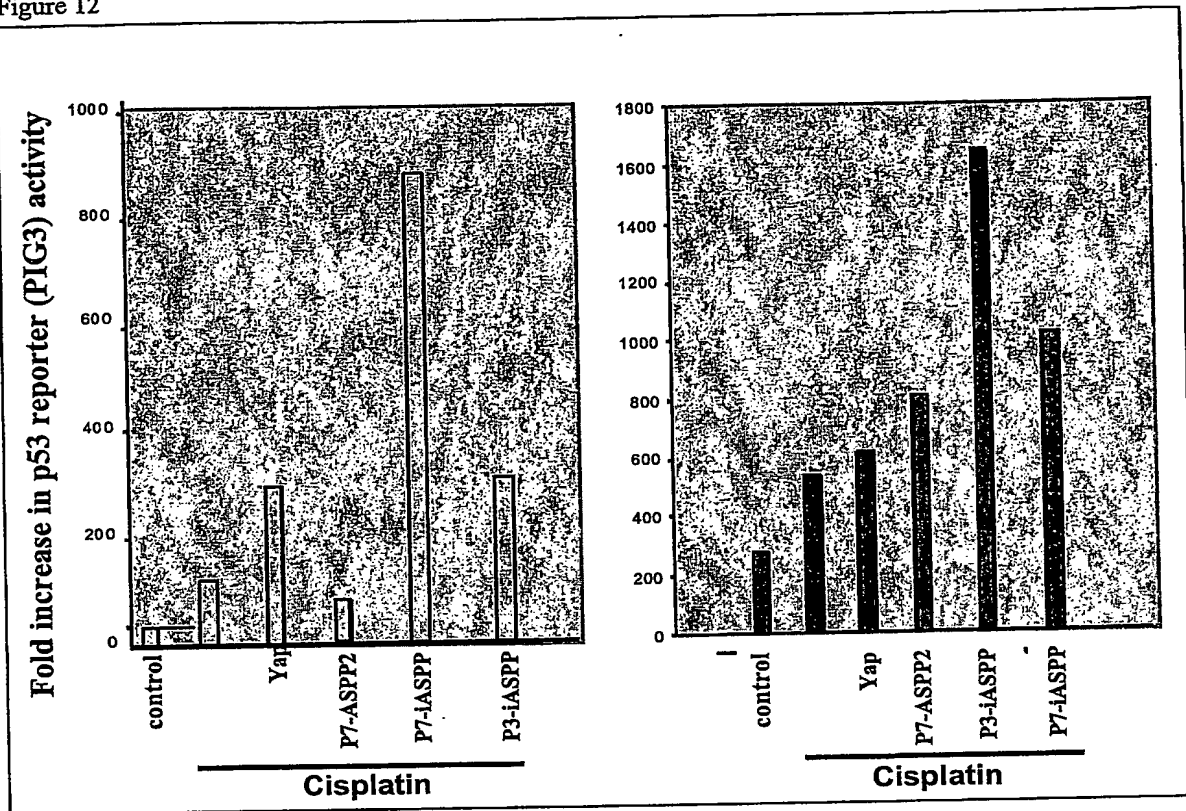 Figure 12
Fold increase in p53 reporter (PIG3) activity
1000
800
600
400
200
0
control
Yap
P7-ASPP2
P7-iASPP
P3-iASPP
Cisplatin
1800
1600
1400
1200
1000
800
600
400
200
0
control
Yap
P7-ASPP2
P3-iASPP
P7-iASPP
Cisplatin